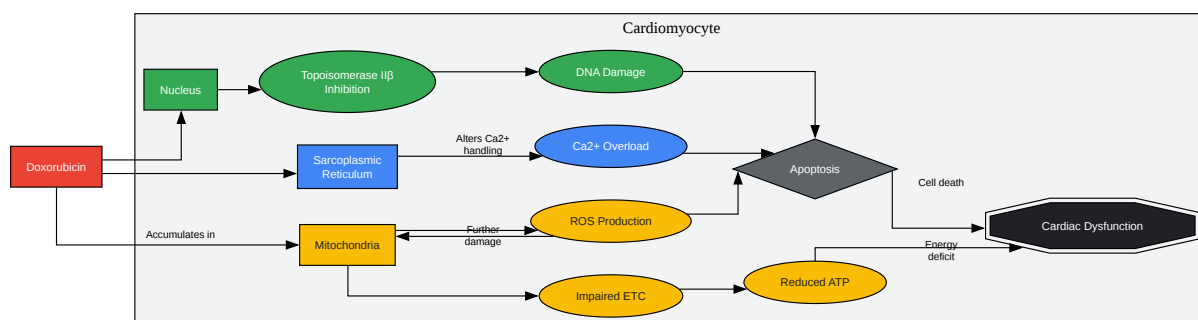 Cardiomyocyte
Topoisomerase IIβ
Inhibition
DNA Damage
Nucleus
Alters Ca2+
handling
Ca2+ Overload
Doxorubicin
Sarcoplasmic
Reticulum
Apoptosis
Cell death
ROS Production
Accumulates in
Mitochondria
Further
damage
Cardiac Dysfunction
Energy
deficit
Impaired ETC
Reduced ATP